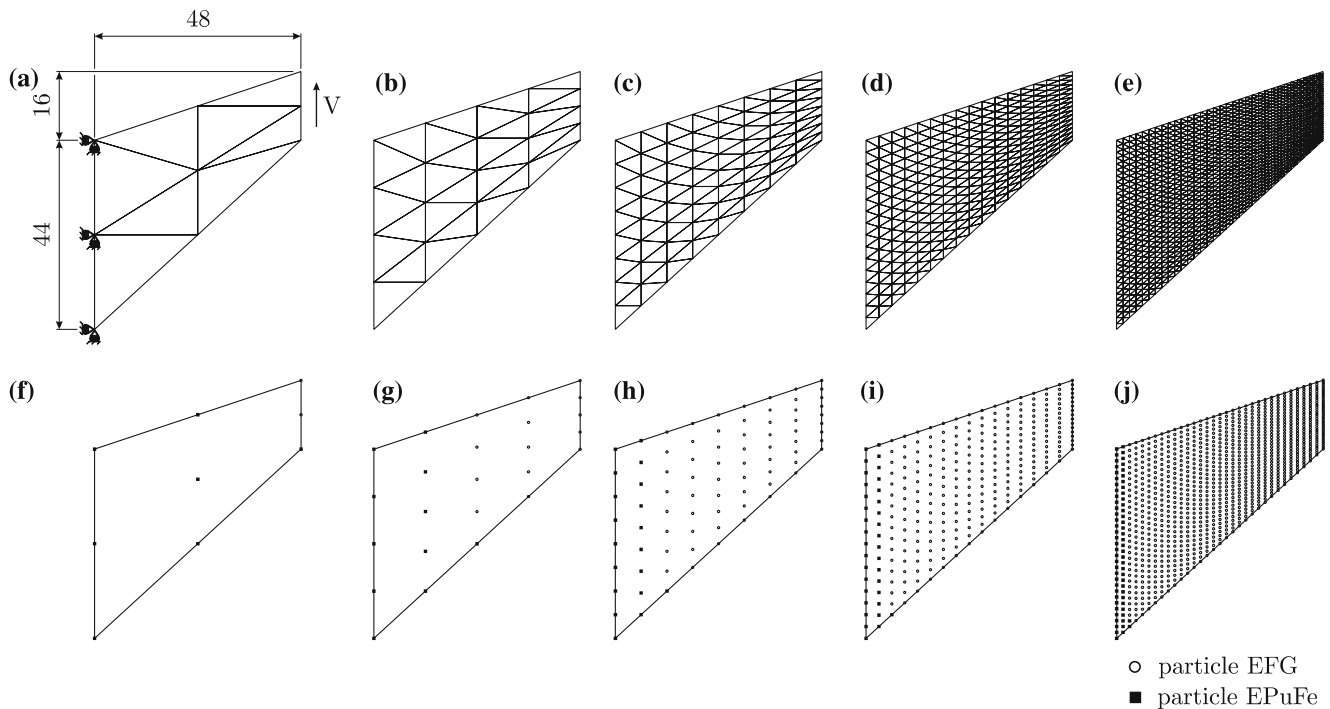 48
(a)
(b)
(c)
(d)
(e)
16
V
44
(f)
(g)
(h)
(i)
(j)
particle EFG
particle EPuFe